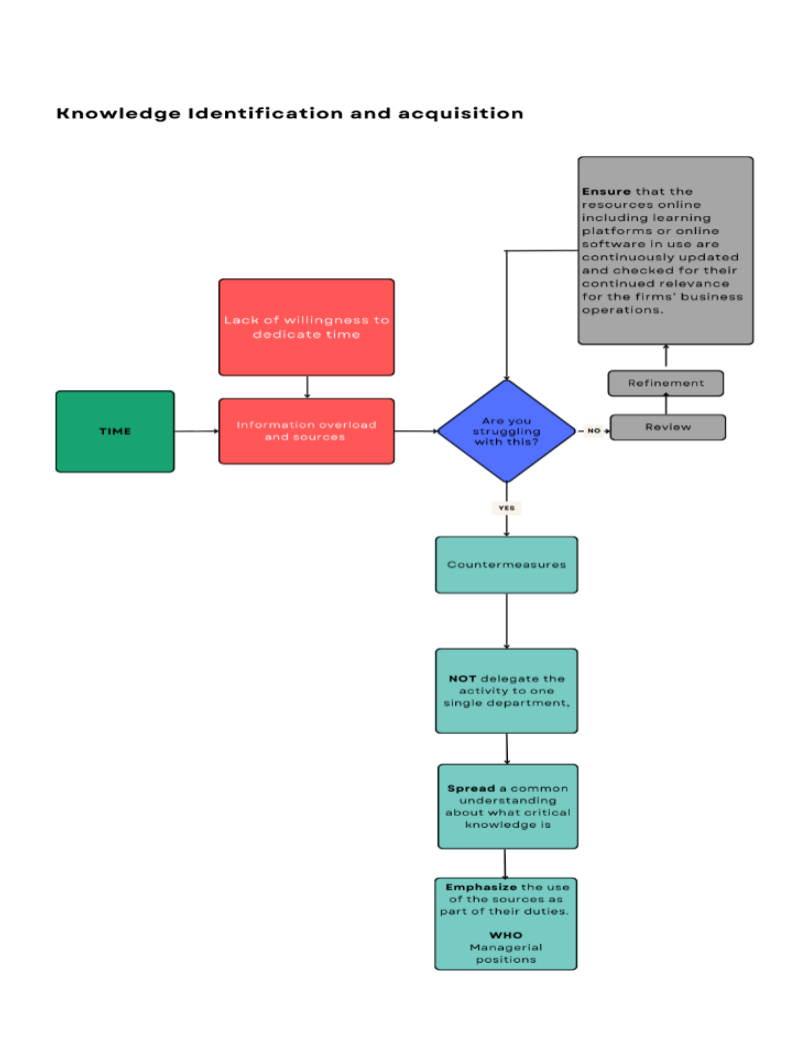 Knowledge Identification and acquisition
Ensure that the
resources online
including learning
platforms or online
software in use are
continuously updated
and checked for their
continued relevance
for the firms' business
operations.
Lack of willingness to
dedicate time
Refinement
TIME
Information overload
and sources
Are you
struggling
with this?
NO
Review
YES
Countermeasures
NOT delegate the
activity to one
single department,
Spread a common
understanding
about what critical
knowledge is
Emphasize the use
of the sources as
part of their duties.
WHO
Managerial
positions